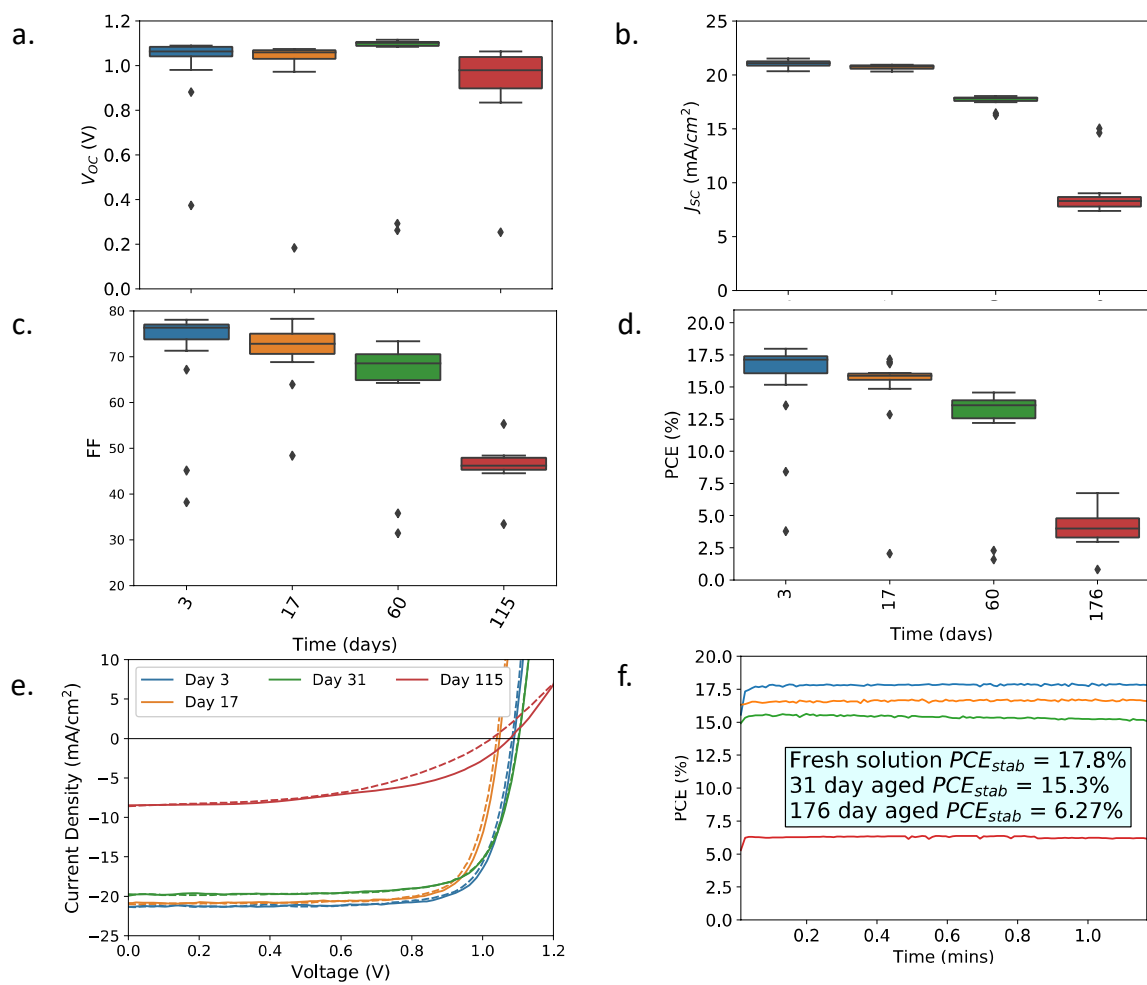 a.
1.2
1.0
0.8
0.6
0.4
0.2
0.0
V_OC (V)
b.
25
20
15
10
5
0
J_SC (mA/cm²)
c.
80
70
60
50
40
30
20
FF
3
17
60
115
Time (days)
d.
20.0
17.5
15.0
12.5
10.0
7.5
5.0
2.5
0.0
PCE (%)
3
17
60
176
Time (days)
e.
10
5
0
−5
−10
−15
−20
−25
Current Density (mA/cm²)
Day 3
Day 17
Day 31
Day 115
0.0 0.2 0.4 0.6 0.8 1.0 1.2
Voltage (V)
f.
20.0
17.5
15.0
12.5
10.0
7.5
5.0
2.5
0.0
PCE (%)
Fresh solution PCE_stab = 17.8%
31 day aged PCE_stab = 15.3%
176 day aged PCE_stab = 6.27%
0.2 0.4 0.6 0.8 1.0
Time (mins)